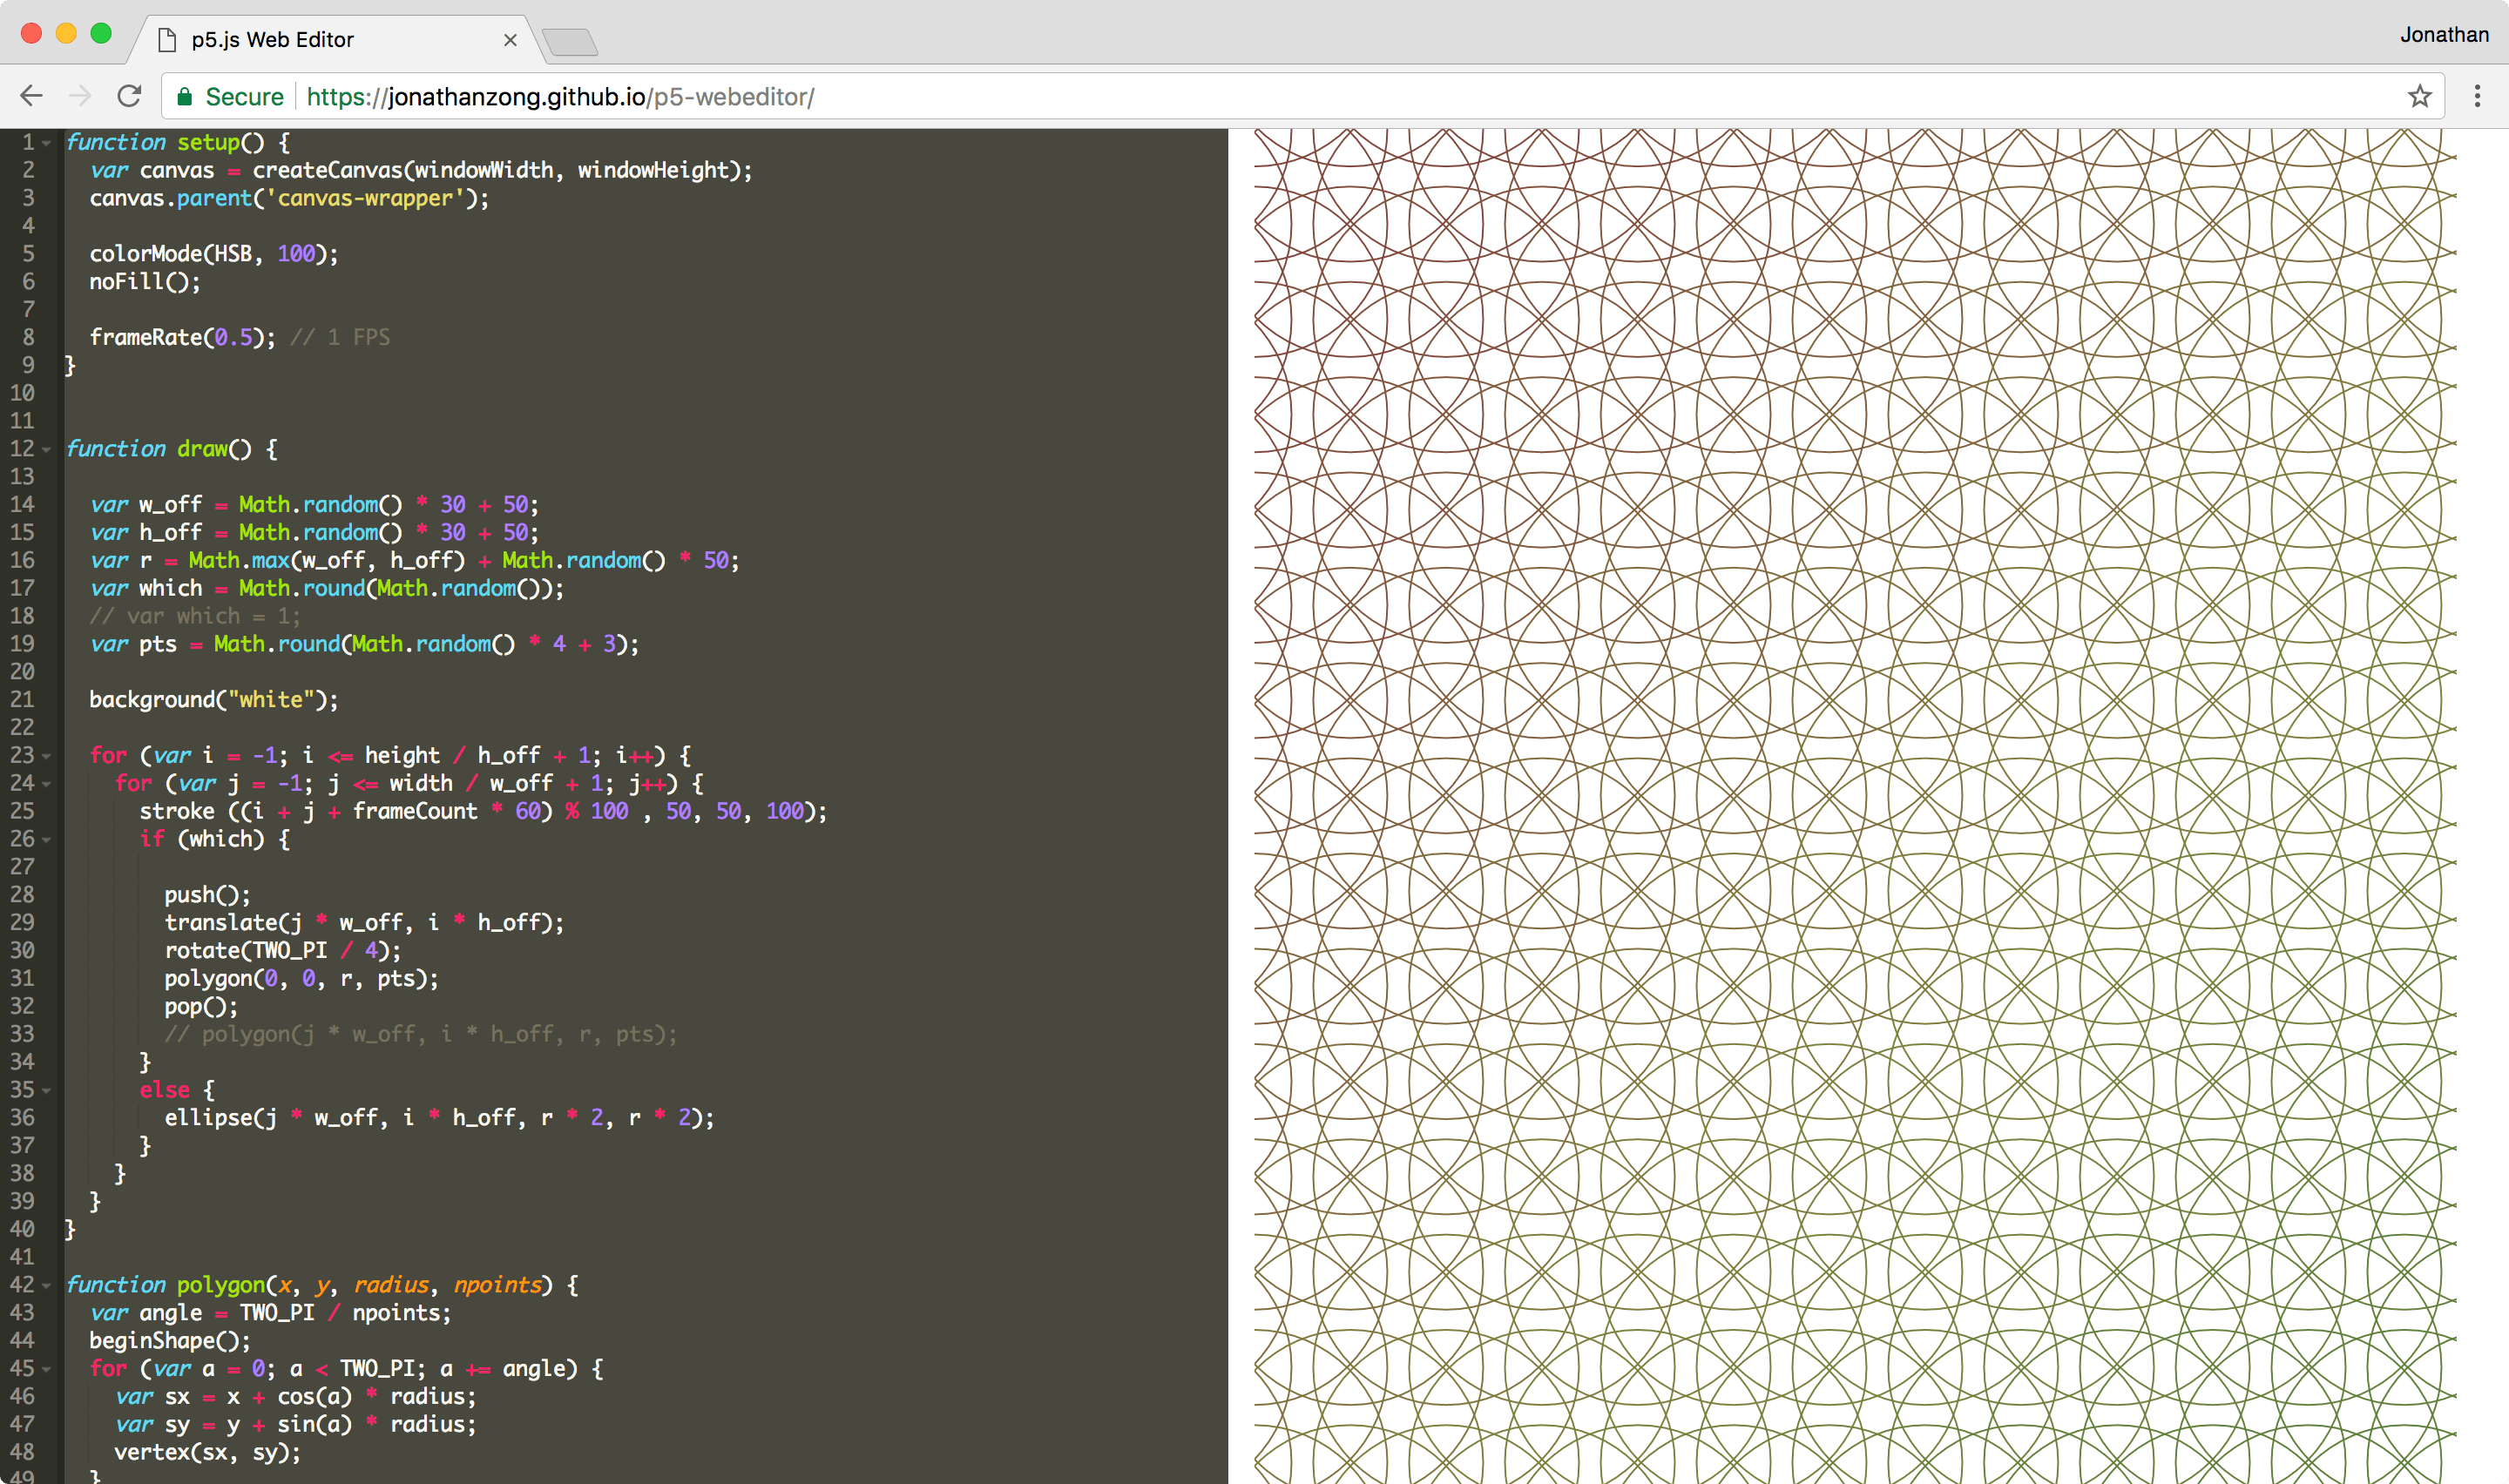 p5.js Web Editor
Jonathan
Secure https://jonathanzong.github.io/p5-webeditor/
1 function setup() {
2   var canvas = createCanvas(windowWidth, windowHeight);
3   canvas.parent('canvas-wrapper');
4
5   colorMode(HSB, 100);
6   noFill();
7
8   frameRate(0.5); // 1 FPS
9 }
10
11
12 function draw() {
13
14   var w_off = Math.random() * 30 + 50;
15   var h_off = Math.random() * 30 + 50;
16   var r = Math.max(w_off, h_off) + Math.random() * 50;
17   var which = Math.round(Math.random());
18   // var which = 1;
19   var pts = Math.round(Math.random() * 4 + 3);
20
21   background("white");
22
23   for (var i = -1; i <= height / h_off + 1; i++) {
24     for (var j = -1; j <= width / w_off + 1; j++) {
25       stroke ((i + j + frameCount * 60) % 100 , 50, 50, 100);
26       if (which) {
27
28         push();
29         translate(j * w_off, i * h_off);
30         rotate(TWO_PI / 4);
31         polygon(0, 0, r, pts);
32         pop();
33         // polygon(j * w_off, i * h_off, r, pts);
34       }
35       else {
36         ellipse(j * w_off, i * h_off, r * 2, r * 2);
37       }
38     }
39   }
40 }
41
42 function polygon(x, y, radius, npoints) {
43   var angle = TWO_PI / npoints;
44   beginShape();
45   for (var a = 0; a < TWO_PI; a += angle) {
46     var sx = x + cos(a) * radius;
47     var sy = y + sin(a) * radius;
48     vertex(sx, sy);
49   }